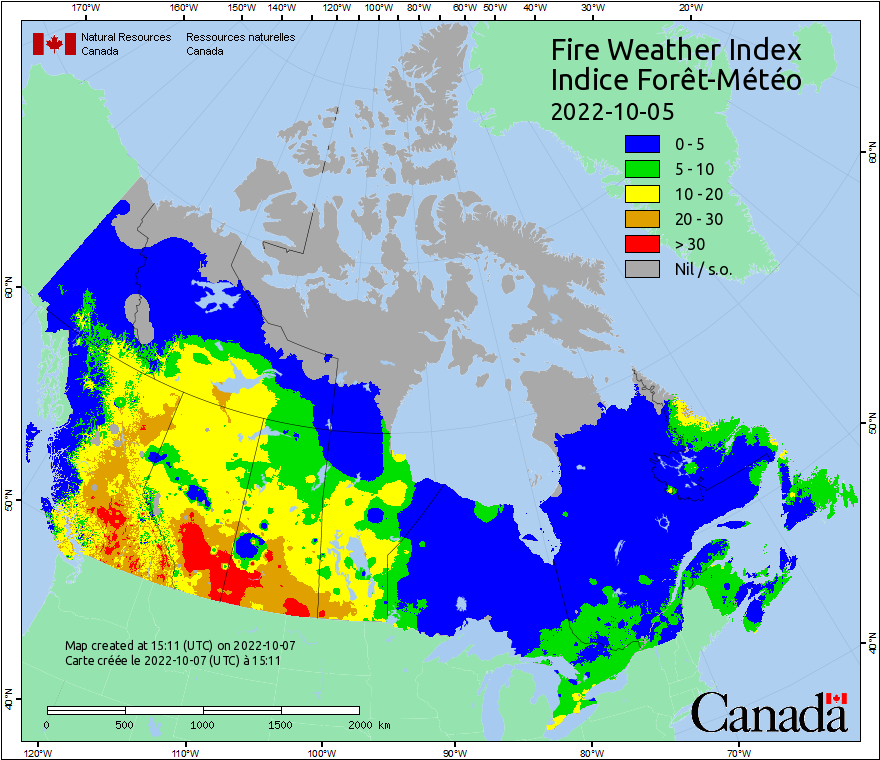 170°W 160°W 150°W 140°W 130°W 120°W 110°W 100°W 90°W 80°W 60°W 50°W 40°W 30°W 20°W
Natural Resources Canada
Ressources naturelles Canada
Fire Weather Index
Indice Forêt-Météo
2022-10-05
0 - 5
5 - 10
10 - 20
20 - 30
> 30
Nil / s.o.
60°N
60°N
50°N
50°N
40°N
40°N
Map created at 15:11 (UTC) on 2022-10-07
Carte créée le 2022-10-07 (UTC) à 15:11
0 500 1000 1500 2000 km
Canada
120°W 110°W 100°W 90°W 80°W 70°W